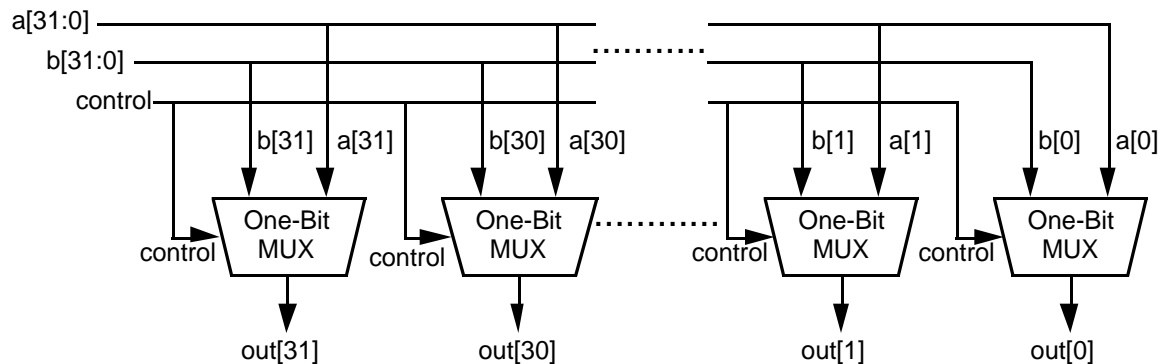 a[31:0]
b[31:0]
control
b[31] a[31] b[30] a[30] b[1] a[1] b[0] a[0]
One-Bit MUX
One-Bit MUX
One-Bit MUX
One-Bit MUX
control control control control
out[31] out[30] out[1] out[0]